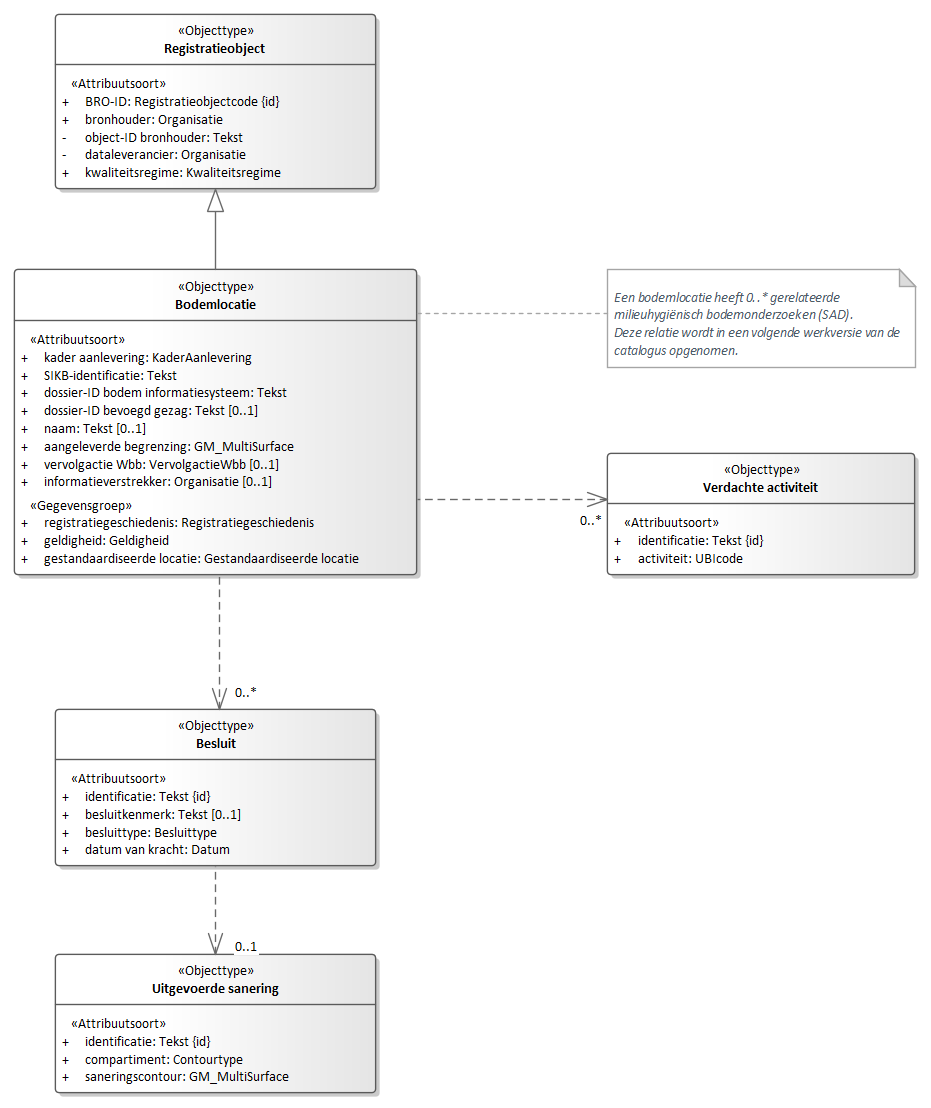 «Objecttype»
Registratieobject
«Attribuutsoort»
+ BRO-ID: Registratieobjectcode {id}
+ bronhouder: Organisatie
- object-ID bronhouder: Tekst
- dataleverancier: Organisatie
+ kwaliteitsregime: Kwaliteitsregime
«Objecttype»
Bodemlocatie
«Attribuutsoort»
+ kader aanlevering: KaderAanlevering
+ SIKB-identificatie: Tekst
+ dossier-ID bodem informatiesysteem: Tekst
+ dossier-ID bevoegd gezag: Tekst [0..1]
+ naam: Tekst [0..1]
+ aangeleverde begrenzing: GM_MultiSurface
+ vervolgactie Wbb: VervolgactieWbb [0..1]
+ informatieverstrekker: Organisatie [0..1]
«Gegevensgroep»
+ registratiegeschiedenis: Registratiegeschiedenis
+ geldigheid: Geldigheid
+ gestandaardiseerde locatie: Gestandaardiseerde locatie
Een bodemlocatie heeft 0..* gerelateerde
milieuhygiënisch bodemonderzoeken (SAD).
Deze relatie wordt in een volgende werkversie van de
catalogus opgenomen.
0..*
«Objecttype»
Verdachte activiteit
«Attribuutsoort»
+ identificatie: Tekst {id}
+ activiteit: UBIcode
0..*
«Objecttype»
Besluit
«Attribuutsoort»
+ identificatie: Tekst {id}
+ besluitkenmerk: Tekst [0..1]
+ besluittype: Besluittype
+ datum van kracht: Datum
0..1
«Objecttype»
Uitgevoerde sanering
«Attribuutsoort»
+ identificatie: Tekst {id}
+ compartiment: Contourtype
+ saneringscontour: GM_MultiSurface